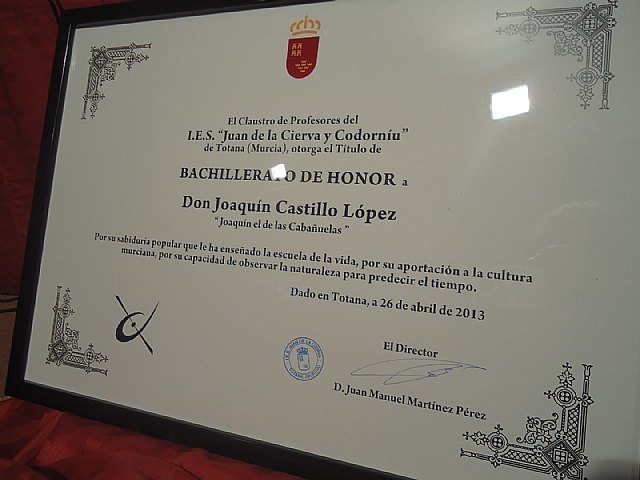 El Claustro de Profesores del
I.E.S. "Juan de la Cierva y Codorníu"
de Totana (Murcia), otorga el Título de
BACHILLERATO DE HONOR a
Don Joaquín Castillo López
"Joaquín el de las Cabañuelas"
Por su sabiduría popular que le ha enseñado la escuela de la vida, por su aportación a la cultura
murciana, por su capacidad de observar la naturaleza para predecir el tiempo.
Dado en Totana, a 26 de abril de 2013
El Director
D. Juan Manuel Martínez Pérez